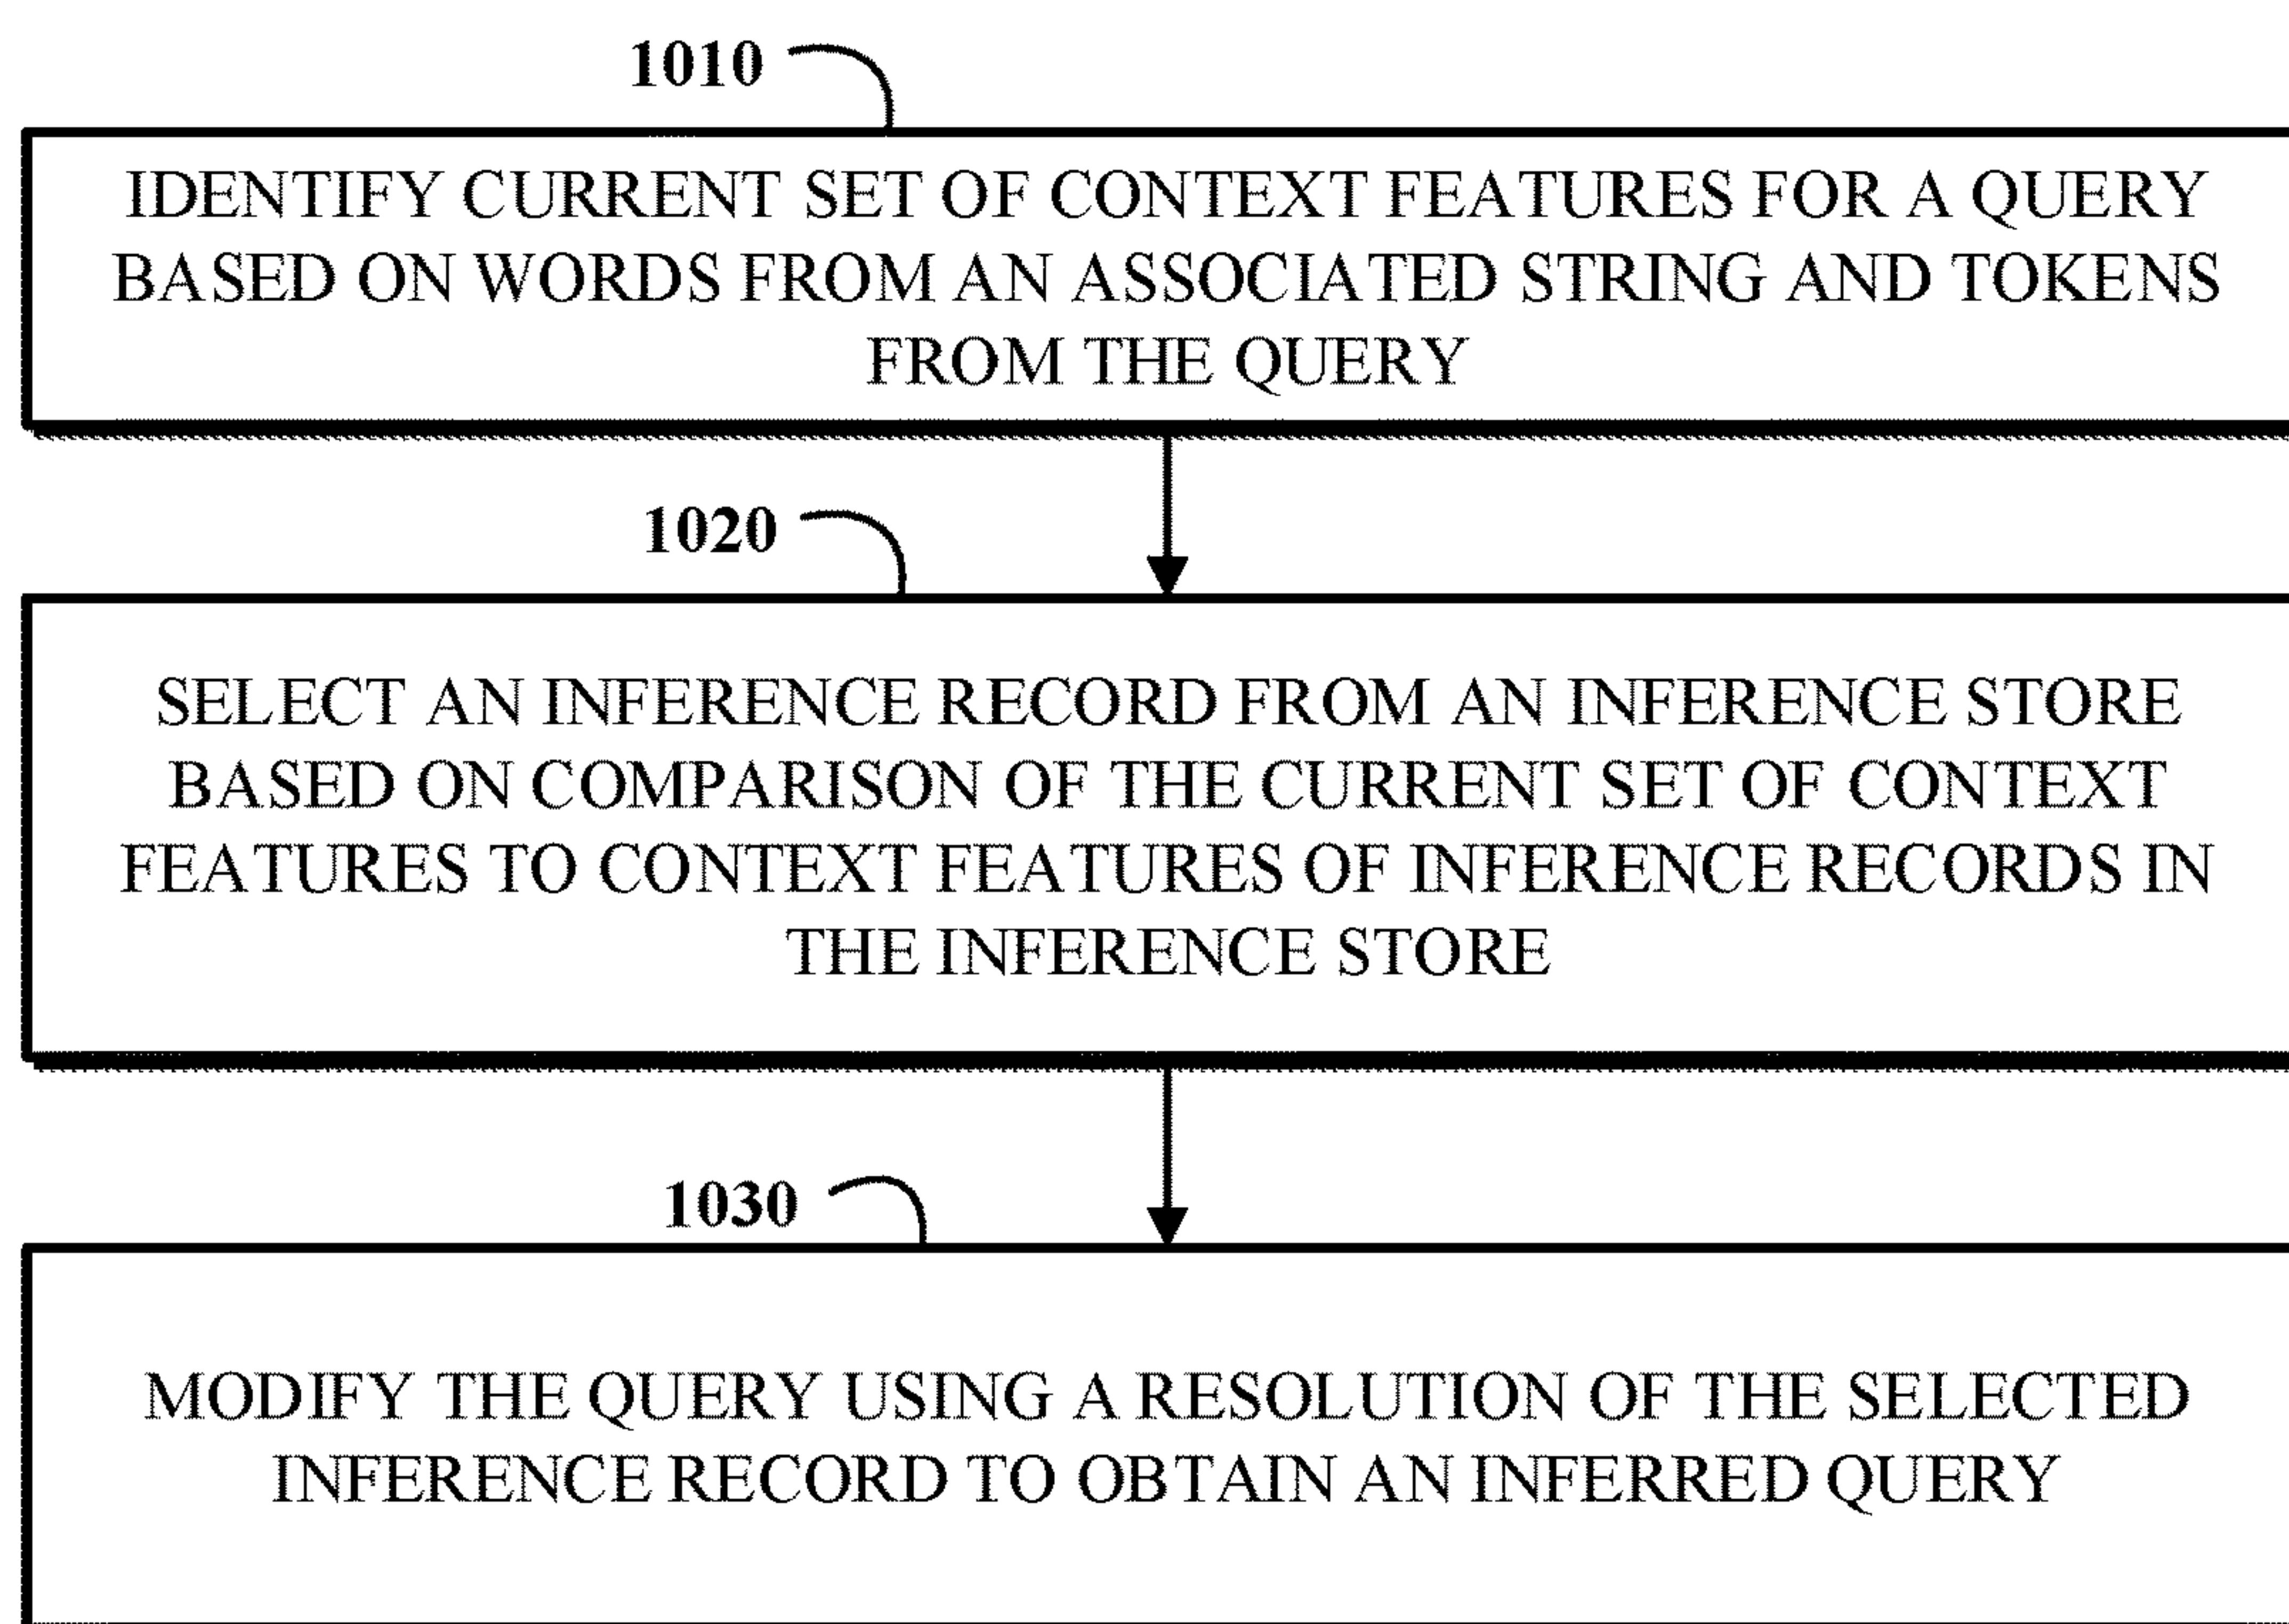 1010
IDENTIFY CURRENT SET OF CONTEXT FEATURES FOR A QUERY
BASED ON WORDS FROM AN ASSOCIATED STRING AND TOKENS
FROM THE QUERY
1020
SELECT AN INFERENCE RECORD FROM AN INFERENCE STORE
BASED ON COMPARISON OF THE CURRENT SET OF CONTEXT
FEATURES TO CONTEXT FEATURES OF INFERENCE RECORDS IN
THE INFERENCE STORE
1030
MODIFY THE QUERY USING A RESOLUTION OF THE SELECTED
INFERENCE RECORD TO OBTAIN AN INFERRED QUERY